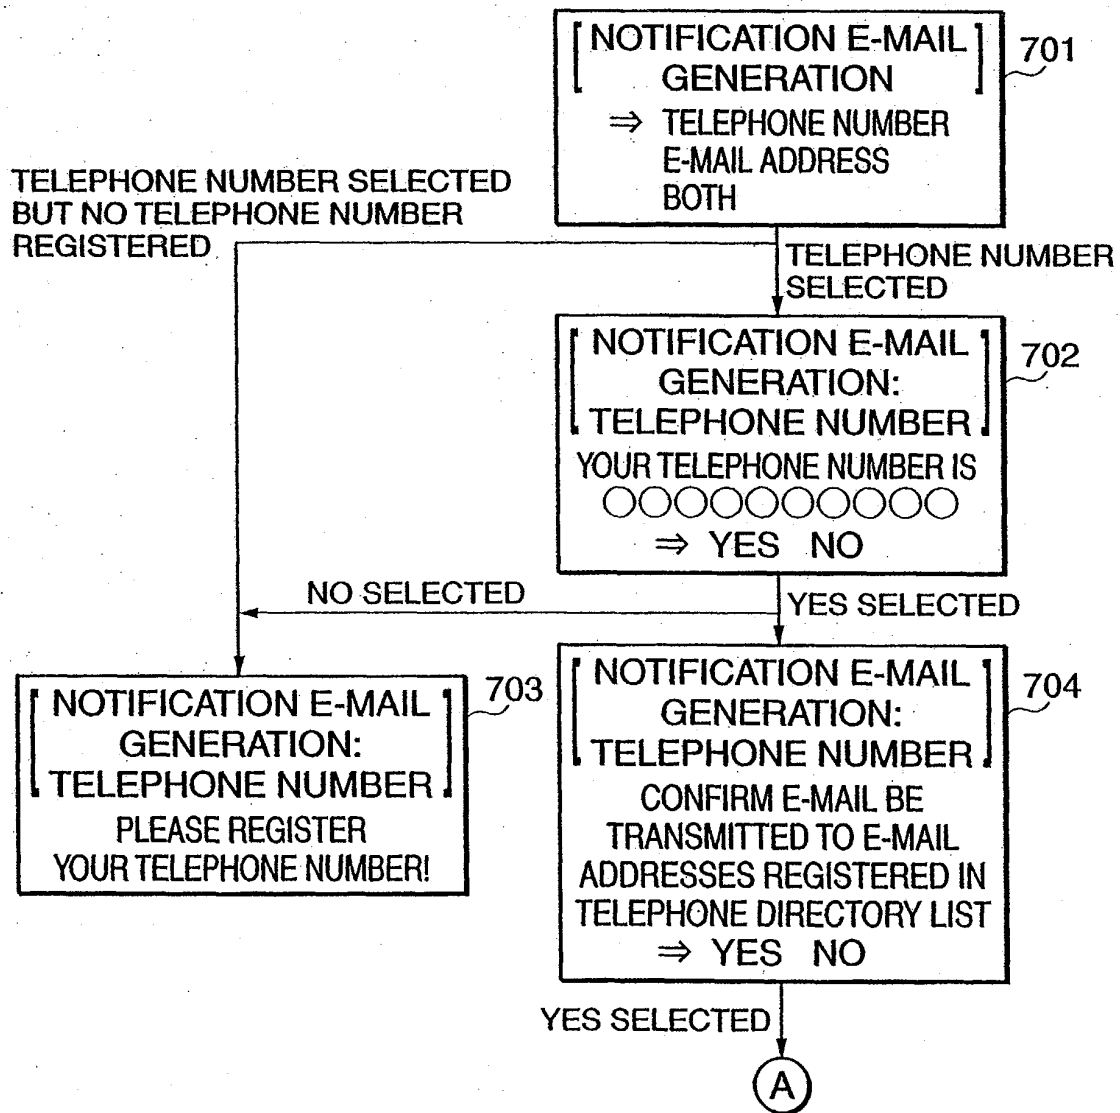 [NOTIFICATION E-MAIL
GENERATION]
701
⇒ TELEPHONE NUMBER
E-MAIL ADDRESS
BOTH
TELEPHONE NUMBER SELECTED
BUT NO TELEPHONE NUMBER
REGISTERED
TELEPHONE NUMBER
SELECTED
[NOTIFICATION E-MAIL
GENERATION:
TELEPHONE NUMBER]
702
YOUR TELEPHONE NUMBER IS
○○○○○○○○○○
⇒ YES NO
NO SELECTED
YES SELECTED
[NOTIFICATION E-MAIL
GENERATION:
TELEPHONE NUMBER]
703
PLEASE REGISTER
YOUR TELEPHONE NUMBER!
[NOTIFICATION E-MAIL
GENERATION:
TELEPHONE NUMBER]
704
CONFIRM E-MAIL BE
TRANSMITTED TO E-MAIL
ADDRESSES REGISTERED IN
TELEPHONE DIRECTORY LIST
⇒ YES NO
YES SELECTED
A